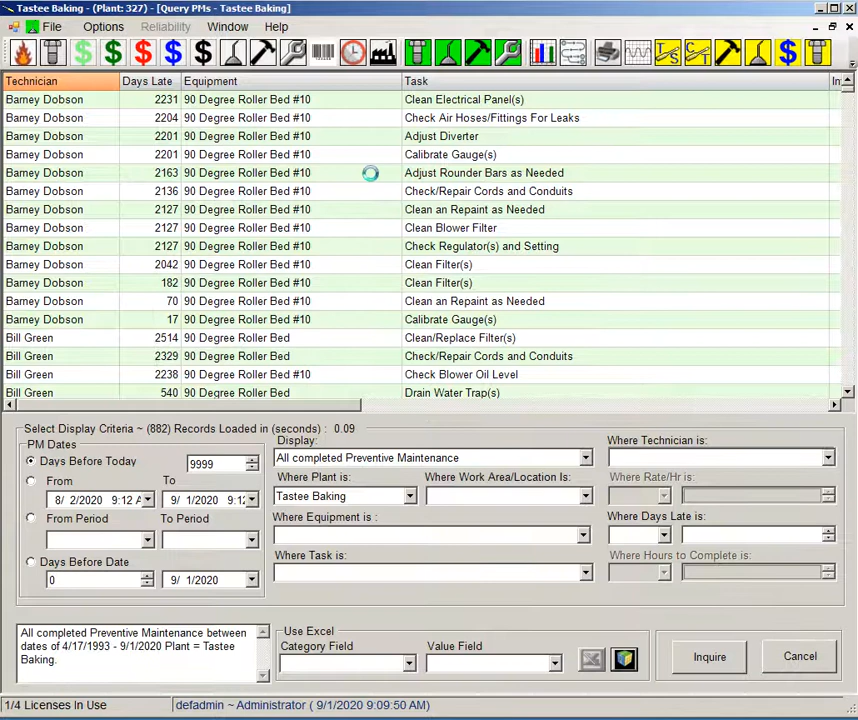 Tastee Baking - (Plant: 327) - [Query PMs - Tastee Baking]
File Options Reliability Window Help
$ $ $ $ $ T/S C/T $
Technician Days Late Equipment Task
Barney Dobson 2231 90 Degree Roller Bed #10 Clean Electrical Panel(s)
Barney Dobson 2204 90 Degree Roller Bed #10 Check Air Hoses/Fittings For Leaks
Barney Dobson 2201 90 Degree Roller Bed #10 Adjust Diverter
Barney Dobson 2201 90 Degree Roller Bed #10 Calibrate Gauge(s)
Barney Dobson 2163 90 Degree Roller Bed #10 Adjust Rounder Bars as Needed
Barney Dobson 2136 90 Degree Roller Bed #10 Check/Repair Cords and Conduits
Barney Dobson 2127 90 Degree Roller Bed #10 Clean an Repaint as Needed
Barney Dobson 2127 90 Degree Roller Bed #10 Clean Blower Filter
Barney Dobson 2127 90 Degree Roller Bed #10 Check Regulator(s) and Setting
Barney Dobson 2042 90 Degree Roller Bed #10 Clean Filter(s)
Barney Dobson 182 90 Degree Roller Bed #10 Clean Filter(s)
Barney Dobson 70 90 Degree Roller Bed #10 Clean an Repaint as Needed
Barney Dobson 17 90 Degree Roller Bed #10 Calibrate Gauge(s)
Bill Green 2514 90 Degree Roller Bed Clean/Replace Filter(s)
Bill Green 2329 90 Degree Roller Bed Check/Repair Cords and Conduits
Bill Green 2238 90 Degree Roller Bed #10 Check Blower Oil Level
Bill Green 540 90 Degree Roller Bed Drain Water Trap(s)
Select Display Criteria ~ (882) Records Loaded in (seconds) : 0.09
PM Dates
Days Before Today 9999
From To
8/ 2/2020 9:12 A 9/ 1/2020 9:12
From Period To Period
Days Before Date
0 9/ 1/2020
Display:
All completed Preventive Maintenance
Where Plant is: Where Work Area/Location Is:
Tastee Baking
Where Equipment is :
Where Task is:
Where Technician is:
Where Rate/Hr is:
Where Days Late is:
Where Hours to Complete is:
All completed Preventive Maintenance between
dates of 4/17/1993 - 9/1/2020 Plant = Tastee
Baking.
Use Excel
Category Field Value Field
Inquire Cancel
1/4 Licenses In Use defadmin ~ Administrator ( 9/1/2020 9:09:50 AM)